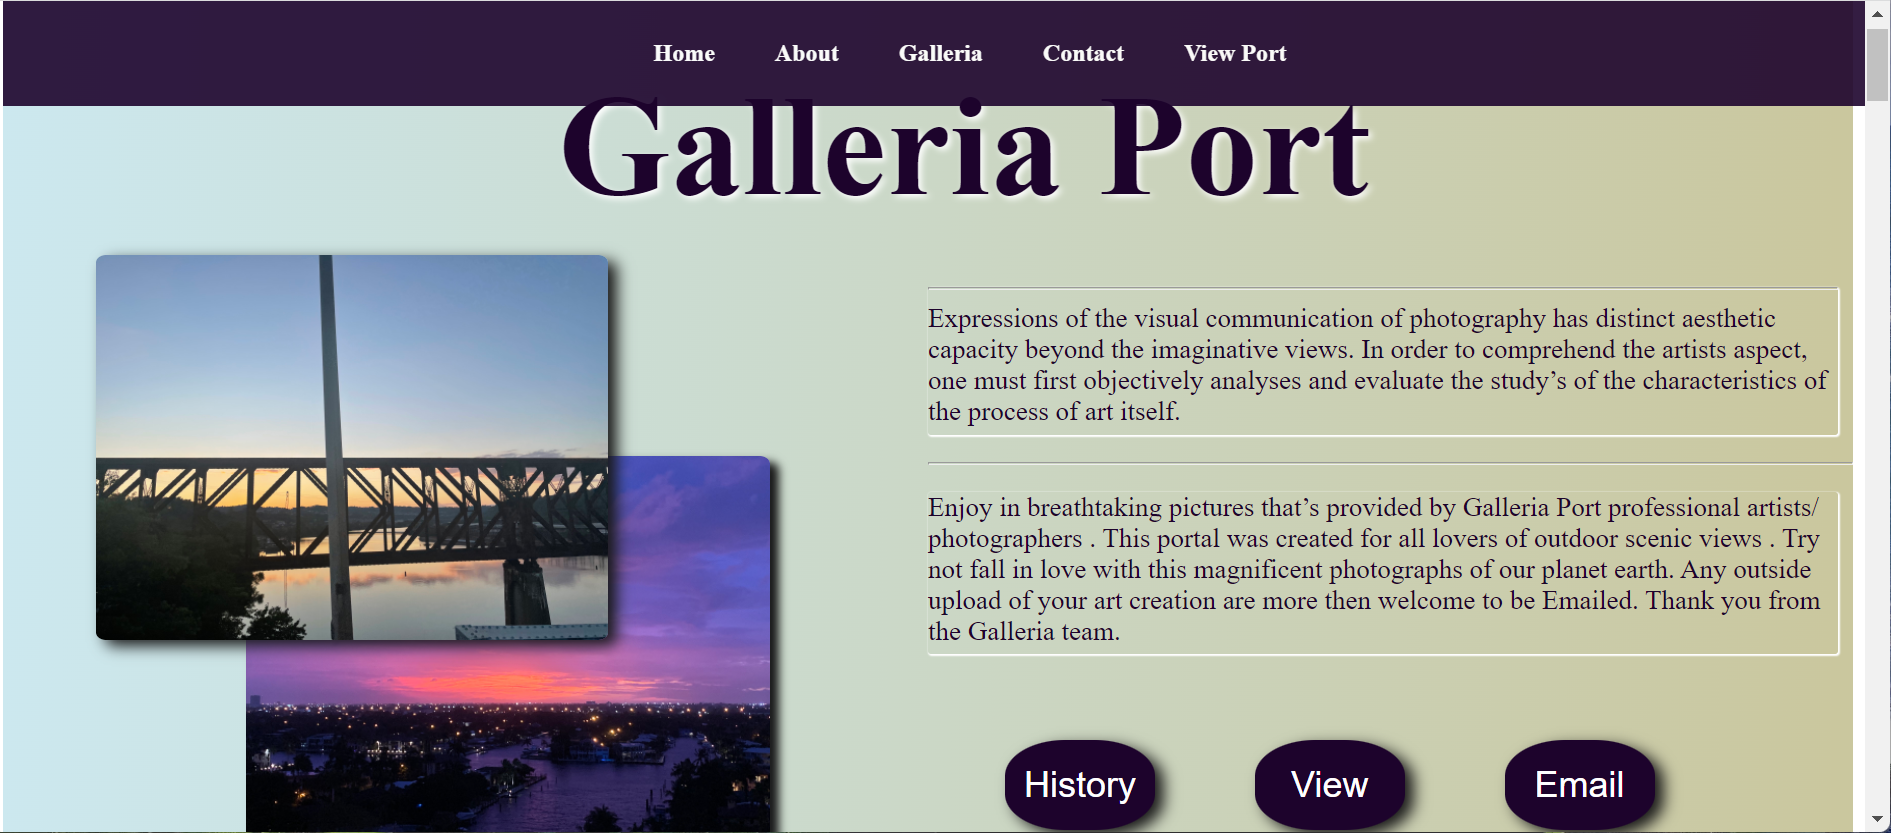 Home About Galleria Contact View Port
Galleria Port
Expressions of the visual communication of photography has distinct aesthetic
capacity beyond the imaginative views. In order to comprehend the artists aspect,
one must first objectively analyses and evaluate the study’s of the characteristics of
the process of art itself.
Enjoy in breathtaking pictures that’s provided by Galleria Port professional artists/
photographers . This portal was created for all lovers of outdoor scenic views . Try
not fall in love with this magnificent photographs of our planet earth. Any outside
upload of your art creation are more then welcome to be Emailed. Thank you from
the Galleria team.
History View Email